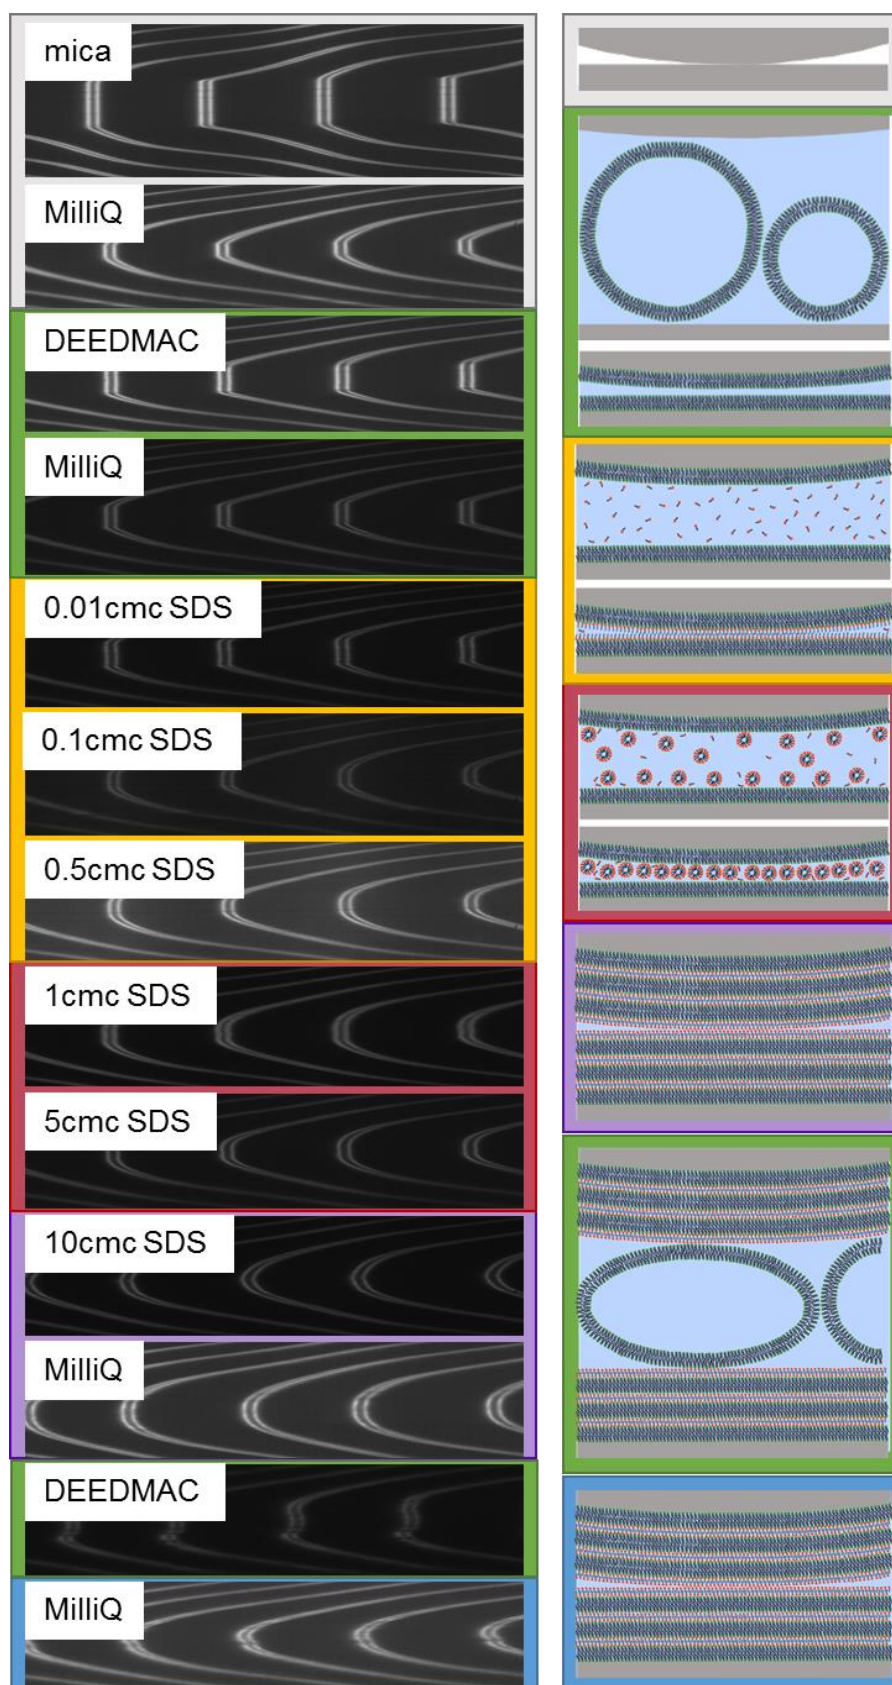 mica
MilliQ
DEEDMAC
MilliQ
0.01cmc SDS
0.1cmc SDS
0.5cmc SDS
1cmc SDS
5cmc SDS
10cmc SDS
MilliQ
DEEDMAC
MilliQ